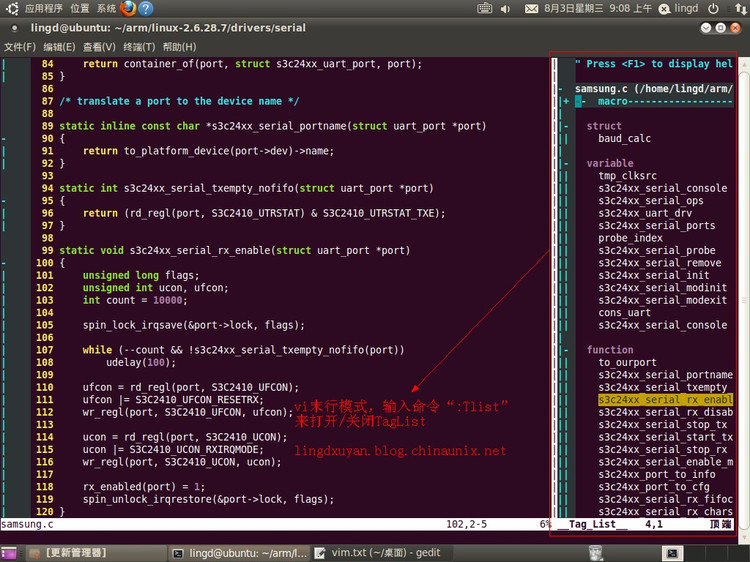 应用程序 位置 系统 8月3日星期三 9:08 上午 lingd
lingd@ubuntu: ~/arm/linux-2.6.28.7/drivers/serial
文件(F) 编辑(E) 查看(V) 终端(T) 帮助(H)
84 return container_of(port, struct s3c24xx_uart_port, port);
85 }
86
87 /* translate a port to the device name */
88
89 static inline const char *s3c24xx_serial_portname(struct uart_port *port)
90 {
91 return to_platform_device(port->dev)->name;
92 }
93
94 static int s3c24xx_serial_txempty_nofifo(struct uart_port *port)
95 {
96 return (rd_regl(port, S3C2410_UTRSTAT) & S3C2410_UTRSTAT_TXE);
97 }
98
99 static void s3c24xx_serial_rx_enable(struct uart_port *port)
100 {
101 unsigned long flags;
102 unsigned int ucon, ufcon;
103 int count = 10000;
104
105 spin_lock_irqsave(&port->lock, flags);
106
107 while (--count && !s3c24xx_serial_txempty_nofifo(port))
108 udelay(100);
109
110 ufcon = rd_regl(port, S3C2410_UFCON);
111 ufcon |= S3C2410_UFCON_RESETRX;
112 wr_regl(port, S3C2410_UFCON, ufcon);
113
114 ucon = rd_regl(port, S3C2410_UCON);
115 ucon |= S3C2410_UCON_RXIRQMODE;
116 wr_regl(port, S3C2410_UCON, ucon);
117
118 rx_enabled(port) = 1;
119 spin_unlock_irqrestore(&port->lock, flags);
120 }
samsung.c 102,2-5 6%
vi末行模式，输入命令“:Tlist”
来打开/关闭TagList
lingdxuyan.blog.chinaunix.net
" Press <F1> to display hel
samsung.c (/home/lingd/arm/
|+ macro------------------
struct
baud_calc
variable
tmp_clksrc
s3c24xx_serial_console
s3c24xx_serial_ops
s3c24xx_uart_drv
s3c24xx_serial_ports
probe_index
s3c24xx_serial_probe
s3c24xx_serial_remove
s3c24xx_serial_init
s3c24xx_serial_modinit
s3c24xx_serial_modexit
cons_uart
s3c24xx_serial_console
function
to_ourport
s3c24xx_serial_portname
s3c24xx_serial_txempty_
s3c24xx_serial_rx_enabl
s3c24xx_serial_rx_disab
s3c24xx_serial_stop_tx
s3c24xx_serial_start_tx
s3c24xx_serial_stop_rx
s3c24xx_serial_enable_m
s3c24xx_port_to_info
s3c24xx_port_to_cfg
s3c24xx_serial_rx_fifoc
s3c24xx_serial_rx_chars
__Tag_List__ 4,1 顶端
[更新管理器] lingd@ubuntu: ~/arm/l... vim.txt (~/桌面) - gedit